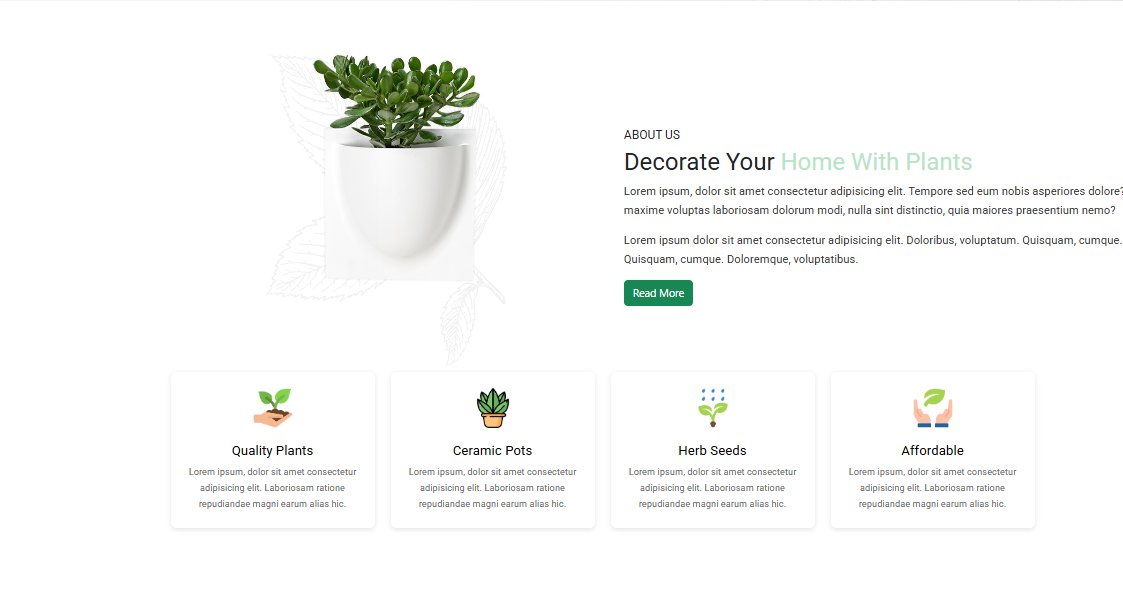 ABOUT US
Decorate Your Home With Plants
Lorem ipsum, dolor sit amet consectetur adipisicing elit. Tempore sed eum nobis asperiores dolore?
maxime voluptas laboriosam dolorum modi, nulla sint distinctio, quia maiores praesentium nemo?
Lorem ipsum dolor sit amet consectetur adipisicing elit. Doloribus, voluptatum. Quisquam, cumque.
Quisquam, cumque. Doloremque, voluptatibus.
Read More
Quality Plants
Lorem ipsum, dolor sit amet consectetur
adipisicing elit. Laboriosam ratione
repudiandae magni earum alias hic.
Ceramic Pots
Lorem ipsum, dolor sit amet consectetur
adipisicing elit. Laboriosam ratione
repudiandae magni earum alias hic.
Herb Seeds
Lorem ipsum, dolor sit amet consectetur
adipisicing elit. Laboriosam ratione
repudiandae magni earum alias hic.
Affordable
Lorem ipsum, dolor sit amet consectetur
adipisicing elit. Laboriosam ratione
repudiandae magni earum alias hic.